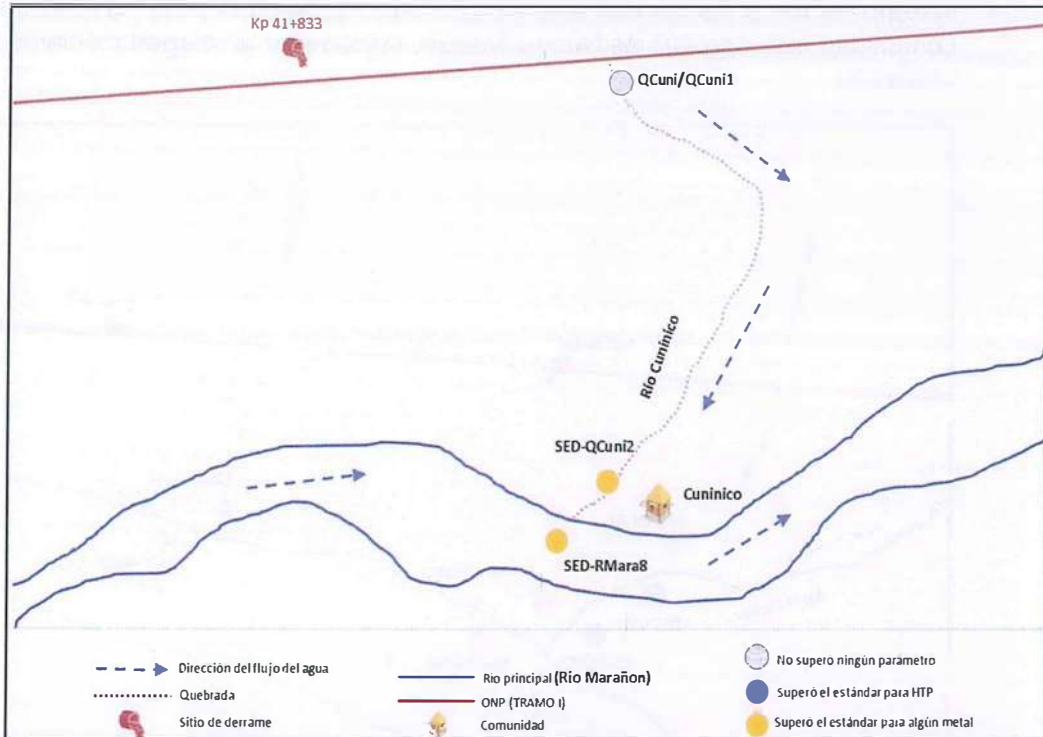 Kp 41+833
QCuni/QCuni1
Río Cuninico
SED-QCuni2
Cuninico
SED-RMara8
Dirección del flujo del agua
Quebrada
Sitio de derrame
Rio principal (Río Marañon)
ONP (TRAMO I)
Comunidad
No superó ningún parámetro
Superó el estándar para HTP
Superó el estándar para algún metal